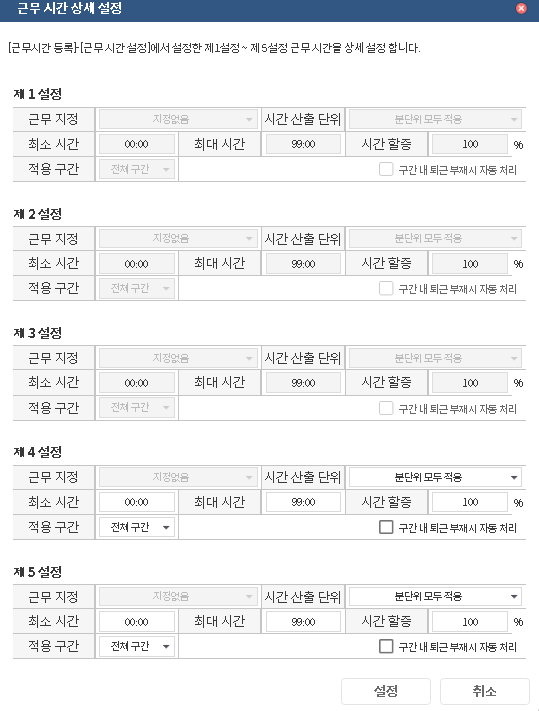 근무 시간 상세 설정
[근무시간 등록]-[근무 시간 설정]에서 설정한 제1설정 ~ 제5설정 근무 시간을 상세 설정 합니다.
제 1 설정
근무 지정 지정없음 시간 산출 단위 분단위 모두 적용
최소 시간 00:00 최대 시간 99:00 시간 할증 100 %
적용 구간 전체 구간 구간 내 퇴근 부재시 자동 처리
제 2 설정
근무 지정 지정없음 시간 산출 단위 분단위 모두 적용
최소 시간 00:00 최대 시간 99:00 시간 할증 100 %
적용 구간 전체 구간 구간 내 퇴근 부재시 자동 처리
제 3 설정
근무 지정 지정없음 시간 산출 단위 분단위 모두 적용
최소 시간 00:00 최대 시간 99:00 시간 할증 100 %
적용 구간 전체 구간 구간 내 퇴근 부재시 자동 처리
제 4 설정
근무 지정 지정없음 시간 산출 단위 분단위 모두 적용
최소 시간 00:00 최대 시간 99:00 시간 할증 100 %
적용 구간 전체 구간 구간 내 퇴근 부재시 자동 처리
제 5 설정
근무 지정 지정없음 시간 산출 단위 분단위 모두 적용
최소 시간 00:00 최대 시간 99:00 시간 할증 100 %
적용 구간 전체 구간 구간 내 퇴근 부재시 자동 처리
설정 취소